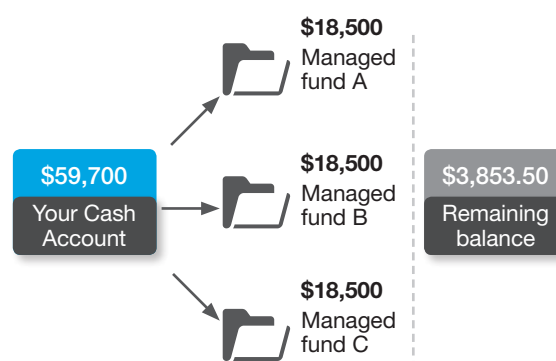 $18,500
Managed
fund A
$59,700
Your Cash
Account
$18,500
Managed
fund B
$3,853.50
Remaining
balance
$18,500
Managed
fund C